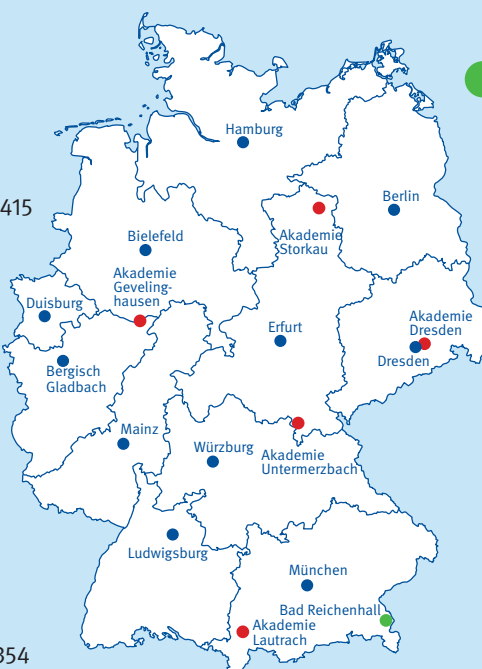 Hamburg
415
Berlin
Akademie
Storkau
Bielefeld
Akademie
Geveling-
hausen
Duisburg
Erfurt
Akademie
Dresden
Dresden
Bergisch
Gladbach
Mainz
Würzburg
Akademie
Untermerzbach
Ludwigsburg
München
Bad Reichenhall
Akademie
Lautrach
354